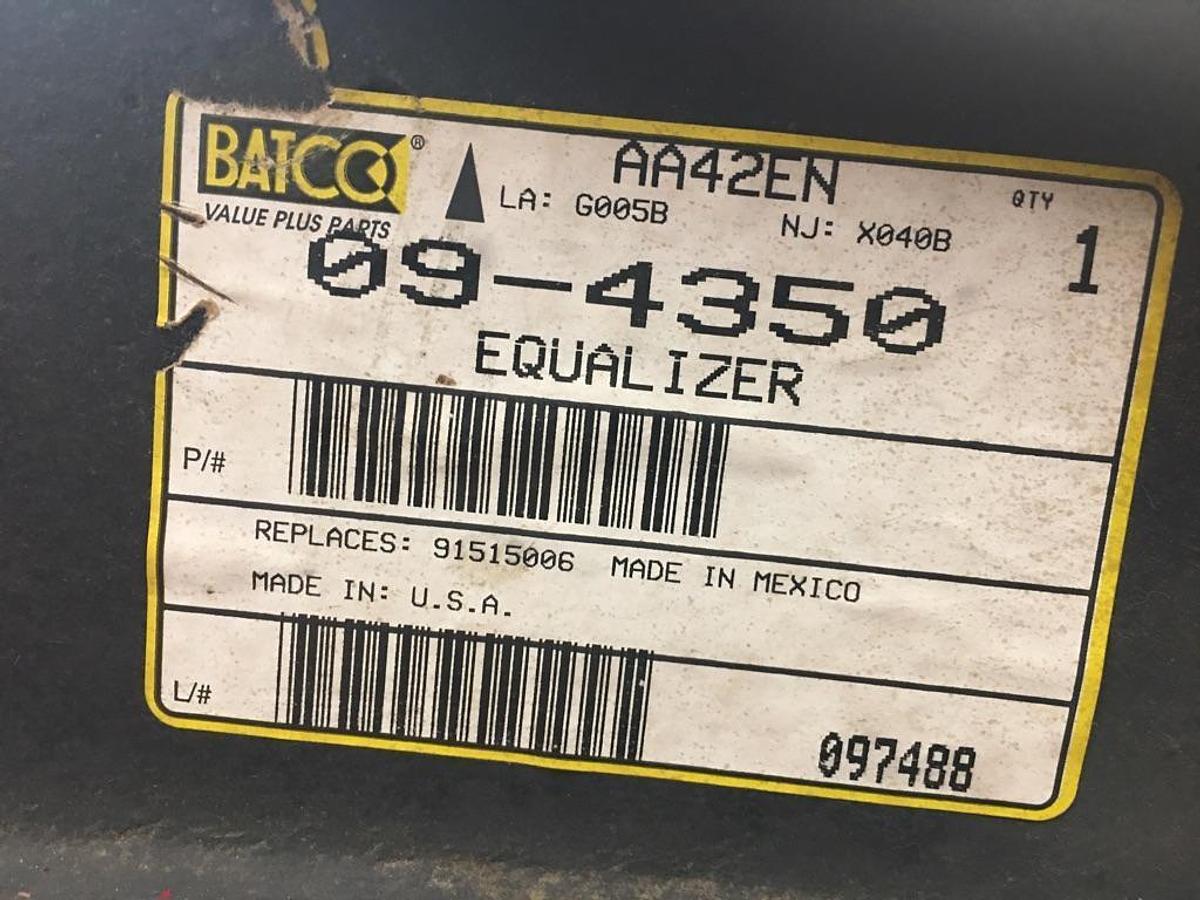 BATCO®
VALUE PLUS PARTS
AA42EN
LA: G005B NJ: X040B
QTY
1
09-4350
EQUALIZER
P/#
REPLACES: 91515006 MADE IN MEXICO
MADE IN: U.S.A.
L/#
097488